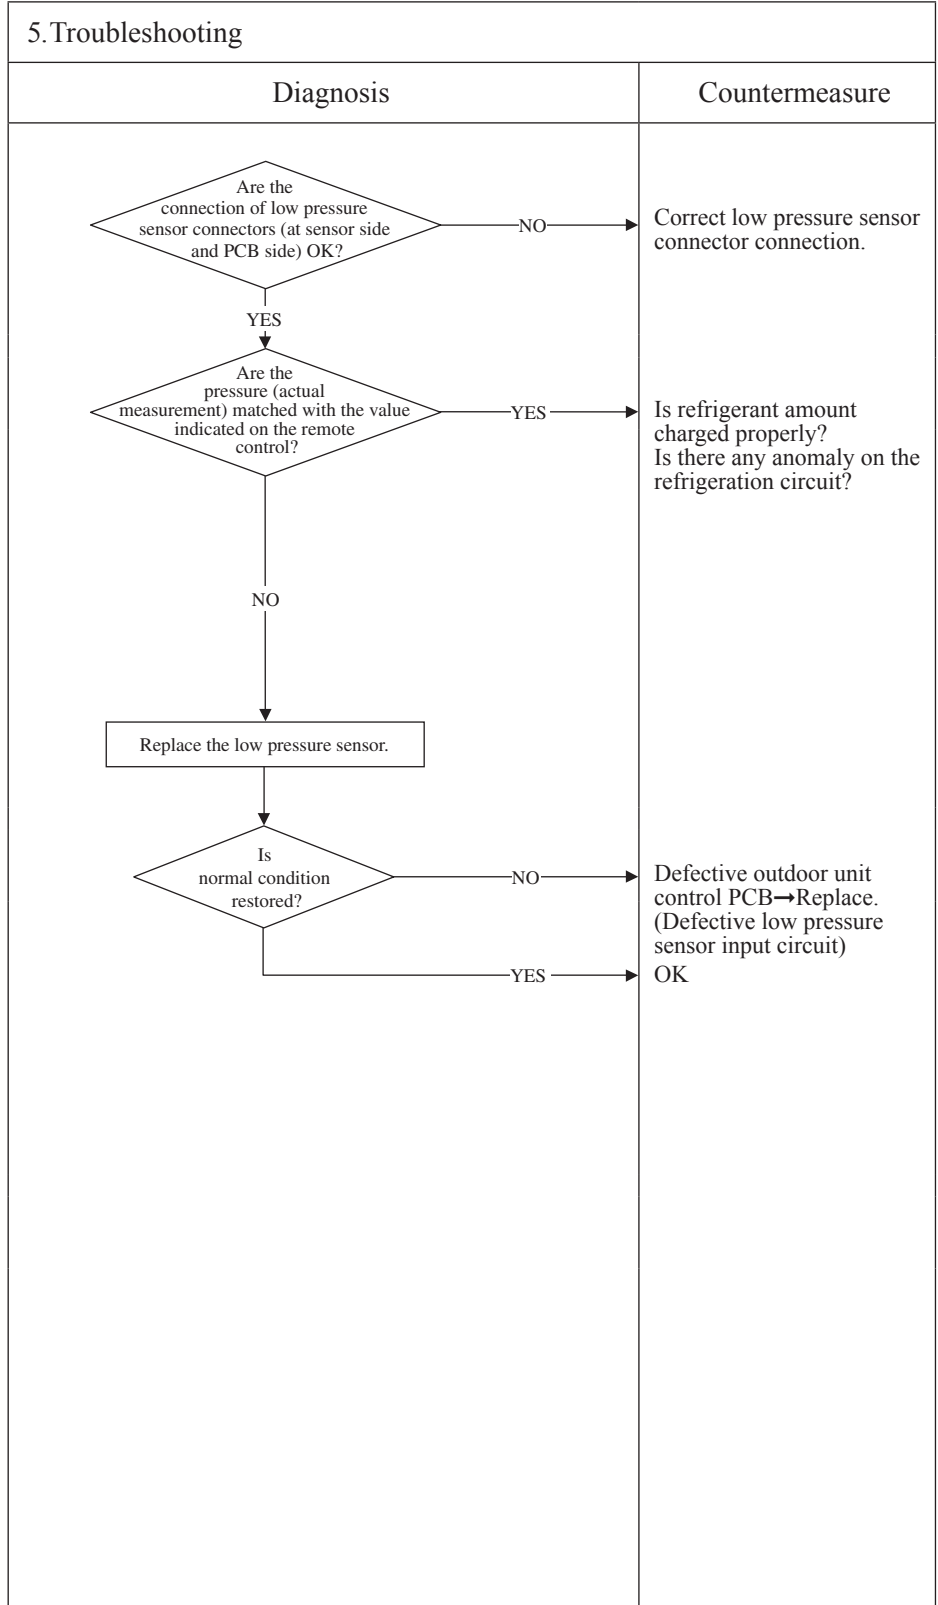 5.Troubleshooting
Diagnosis
Countermeasure
Are the
connection of low pressure
sensor connectors (at sensor side
and PCB side) OK?
NO
Correct low pressure sensor
connector connection.
YES
Are the
pressure (actual
measurement) matched with the value
indicated on the remote
control?
YES
Is refrigerant amount
charged properly?
Is there any anomaly on the
refrigeration circuit?
NO
Replace the low pressure sensor.
Is
normal condition
restored?
NO
Defective outdoor unit
control PCB→Replace.
(Defective low pressure
sensor input circuit)
YES
OK